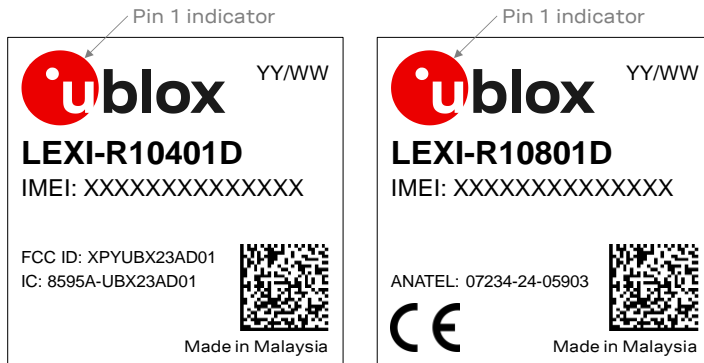 Pin 1 indicator
ublox
YY/WW
LEXI-R10401D
IMEI: XXXXXXXXXXXXXXX
FCC ID: XPYUBX23AD01
IC: 8595A-UBX23AD01
Made in Malaysia
Pin 1 indicator
ublox
YY/WW
LEXI-R10801D
IMEI: XXXXXXXXXXXXXXX
ANATEL: 07234-24-05903
CE
Made in Malaysia